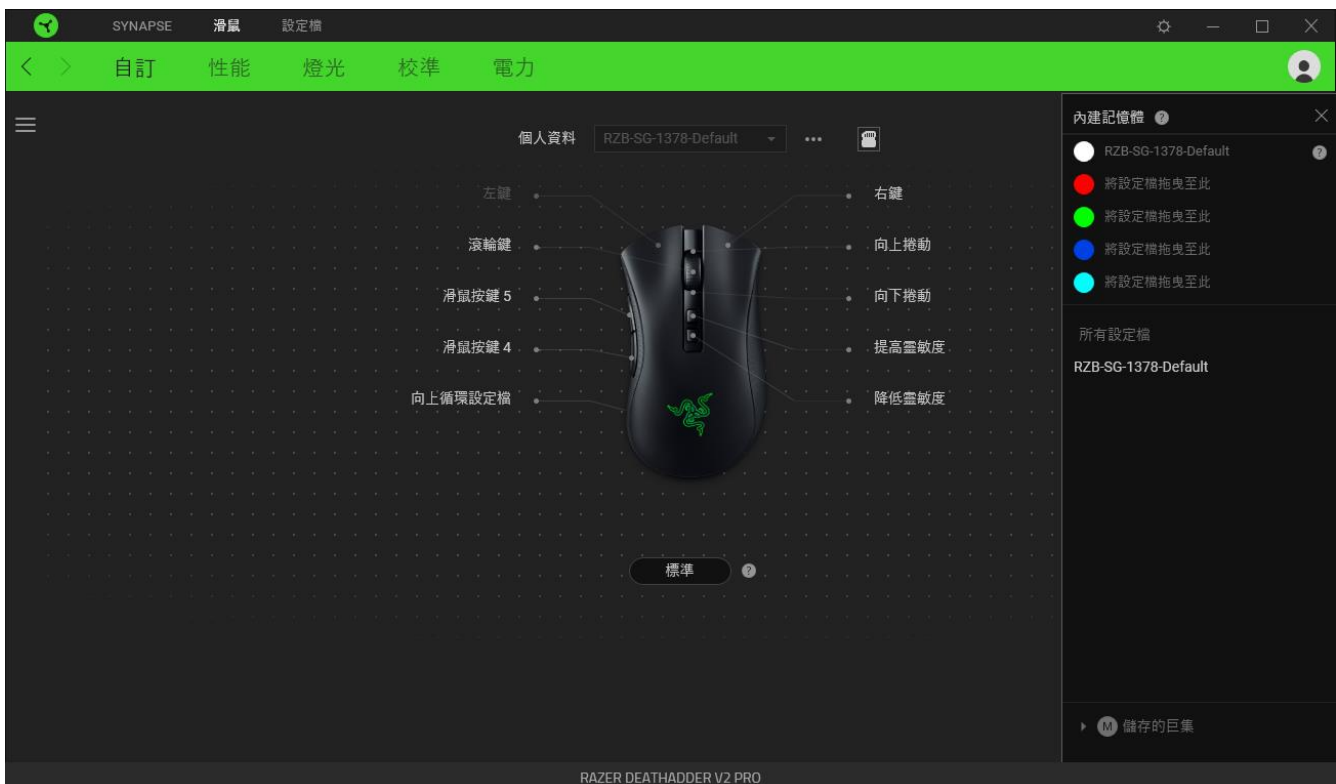 SYNAPSE 滑鼠 設定檔
自訂 性能 燈光 校準 電力
個人資料 RZB-SG-1378-Default
左鍵
滾輪鍵
滑鼠按鍵 5
滑鼠按鍵 4
向上循環設定檔
右鍵
向上捲動
向下捲動
提高靈敏度
降低靈敏度
標準 ?
內建記憶體 ?
RZB-SG-1378-Default ?
將設定檔拖曳至此
將設定檔拖曳至此
將設定檔拖曳至此
將設定檔拖曳至此
所有設定檔
RZB-SG-1378-Default
M 儲存的巨集
RAZER DEATHADDER V2 PRO